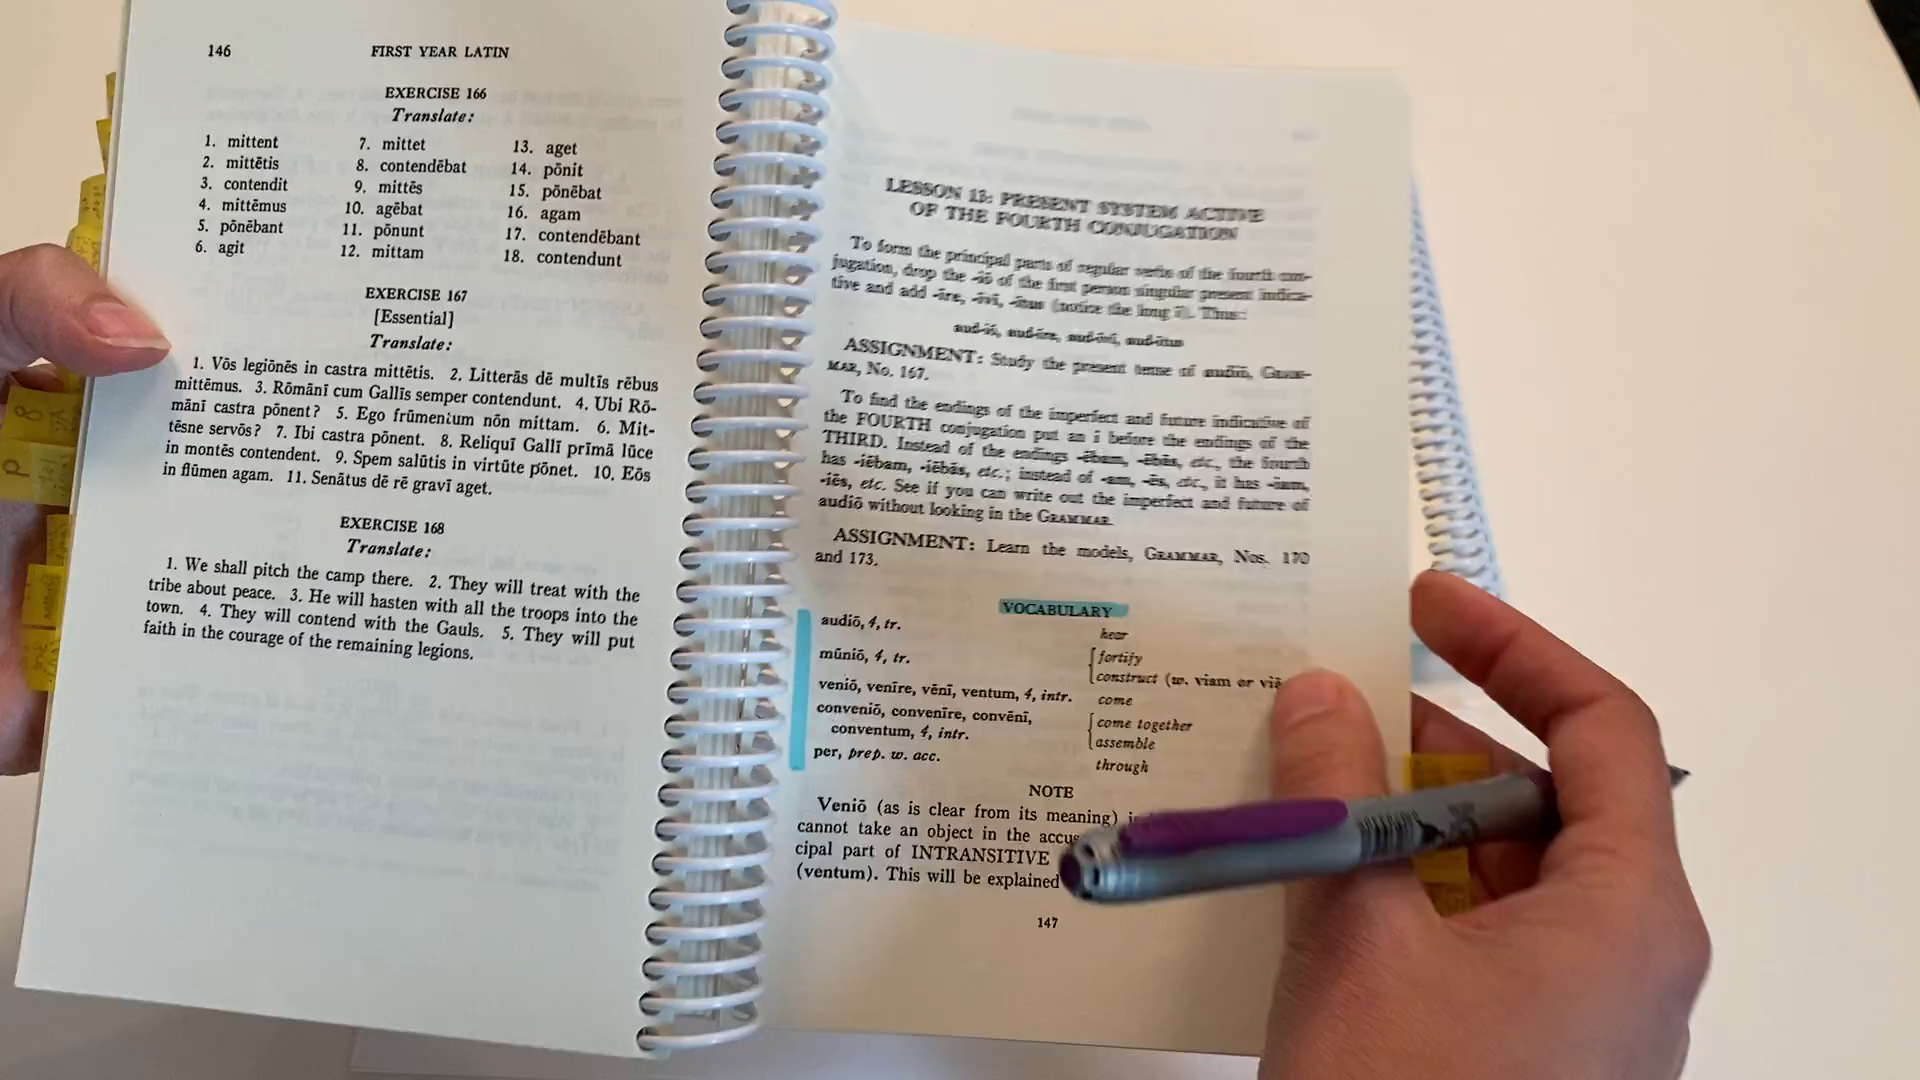 146 FIRST YEAR LATIN
EXERCISE 166
Translate:
1. mittent
2. mittētis
3. contendit
4. mittēmus
5. pōnēbant
6. agit
7. mittet
8. contendēbat
9. mittēs
10. agēbat
11. pōnunt
12. mittam
13. aget
14. pōnit
15. pōnēbat
16. agam
17. contendēbant
18. contendunt
EXERCISE 167
[Essential]
Translate:
1. Vōs legiōnēs in castra mittētis. 2. Litterās dē multīs rēbus
mittēmus. 3. Rōmānī cum Gallīs semper contendunt. 4. Ubi Rō-
mānī castra pōnent? 5. Ego frūmentum nōn mittam. 6. Mit-
tēsne servōs? 7. Ibi castra pōnent. 8. Reliquī Gallī prīmā lūce
in montēs contendent. 9. Spem salūtis in virtūte pōnet. 10. Eōs
in flūmen agam. 11. Senātus dē rē gravī aget.
EXERCISE 168
Translate:
1. We shall pitch the camp there. 2. They will treat with the
tribe about peace. 3. He will hasten with all the troops into the
town. 4. They will contend with the Gauls. 5. They will put
faith in the courage of the remaining legions.
LESSON 13: PRESENT SYSTEM ACTIVE
OF THE FOURTH CONJUGATION
To form the principal parts of regular verbs of the fourth con-
jugation, drop the -iō of the first person singular present indica-
tive and add -īre, -īvī, -ītus (notice the long ī). Thus:
aud-iō, aud-īre, aud-īvī, aud-ītus
ASSIGNMENT: Study the present tense of audiō, GRAM-
MAR, No. 167.
To find the endings of the imperfect and future indicative of
the FOURTH conjugation put an i before the endings of the
THIRD. Instead of the endings -ēbam, -ēbās, etc., the fourth
has -iēbam, -iēbās, etc.; instead of -am, -ēs, etc., it has -iam,
-iēs, etc. See if you can write out the imperfect and future of
audiō without looking in the GRAMMAR.
ASSIGNMENT: Learn the models, GRAMMAR, Nos. 170
and 173.
VOCABULARY
audiō, 4, tr. hear
mūniō, 4, tr. fortify
construct (w. viam or
veniō, venīre, vēnī, ventum, 4, intr. come
conveniō, convenīre, convēnī, come together
conventum, 4, intr. assemble
per, prep. w. acc. through
NOTE
Veniō (as is clear from its meaning)
cannot take an object in the
cipal part of INTRANSITIVE
(ventum). This will be explained
147